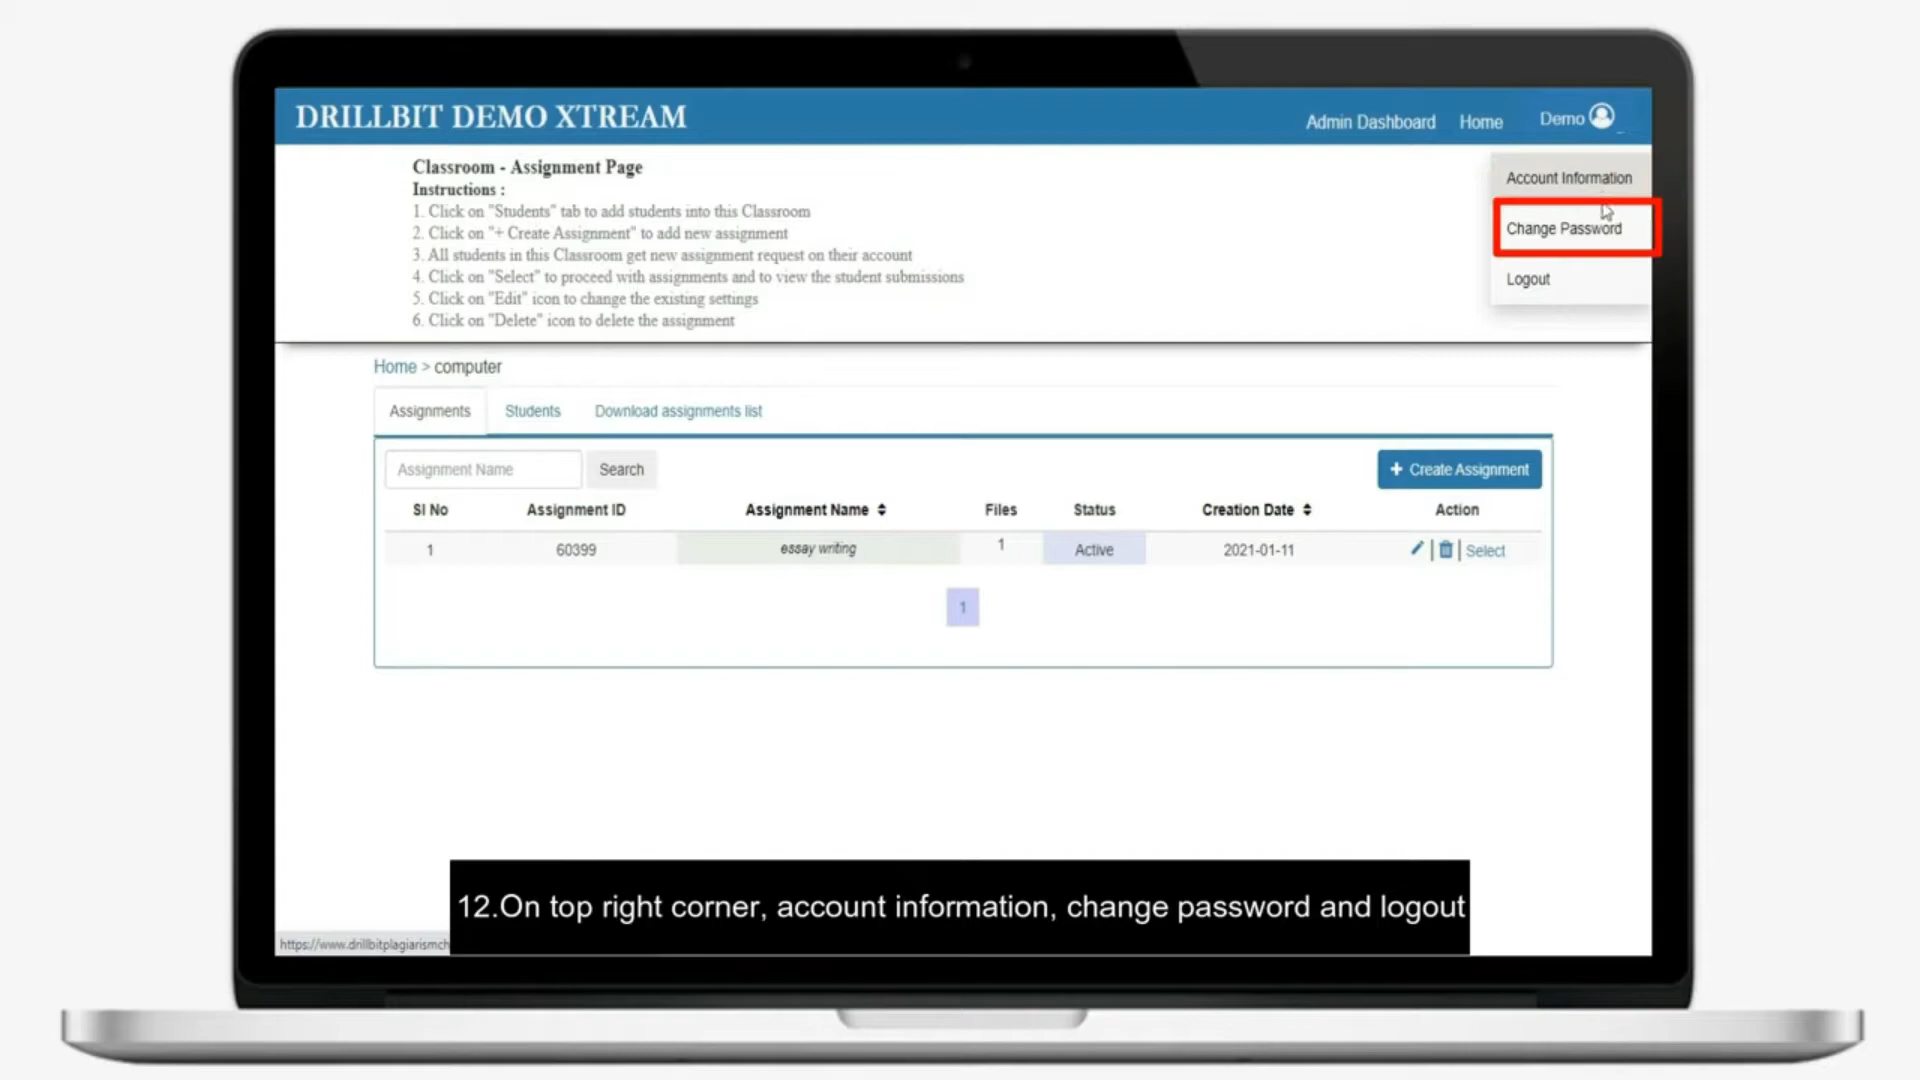 DRILLBIT DEMO XTREAM
Admin Dashboard
Home
Demo
Classroom - Assignment Page
Instructions :
1. Click on "Students" tab to add students into this Classroom
2. Click on "+ Create Assignment" to add new assignment
3. All students in this Classroom get new assignment request on their account
4. Click on "Select" to proceed with assignments and to view the student submissions
5. Click on "Edit" icon to change the existing settings
6. Click on "Delete" icon to delete the assignment
Account Information
Change Password
Logout
Home > computer
Assignments
Students
Download assignments list
Assignment Name
Search
+ Create Assignment
Sl No Assignment ID Assignment Name Files Status Creation Date Action
1 60399 essay writing 1 Active 2021-01-11 Select
1
12.On top right corner, account information, change password and logout
https://www.drillbitplagiarismch